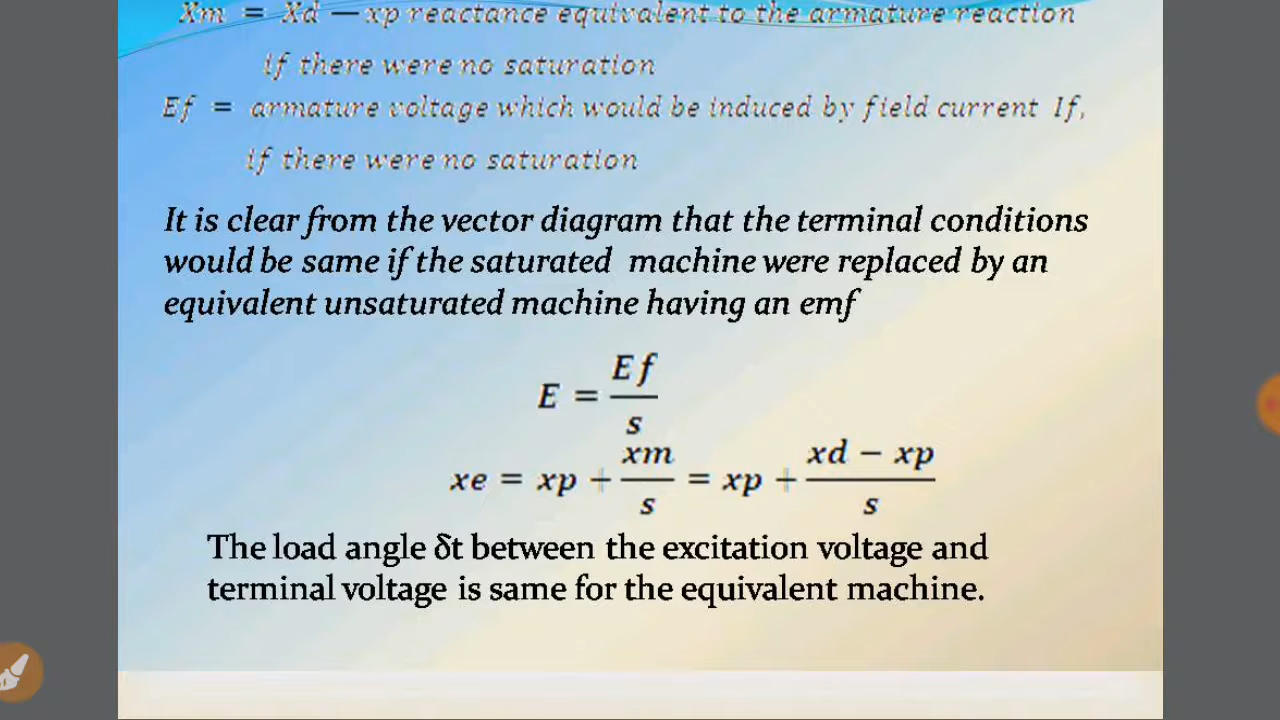 Xm = Xd − xp reactance equivalent to the armature reaction
if there were no saturation
Ef = armature voltage which would be induced by field current If,
if there were no saturation
It is clear from the vector diagram that the terminal conditions
would be same if the saturated machine were replaced by an
equivalent unsaturated machine having an emf
E = Ef/s
xe = xp + xm/s = xp + xd − xp/s
The load angle δt between the excitation voltage and
terminal voltage is same for the equivalent machine.